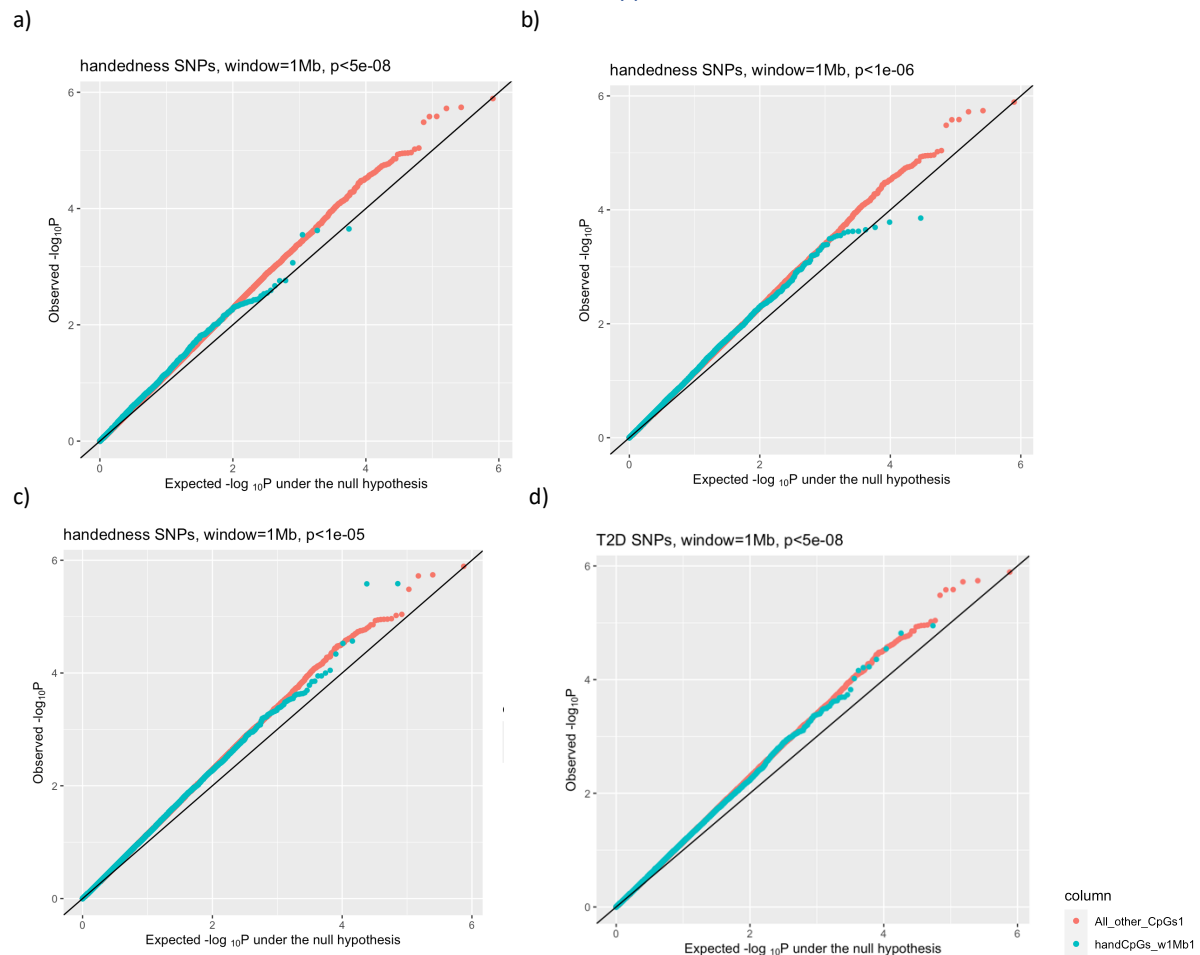 a)
b)
handedness SNPs, window=1Mb, p<5e-08
handedness SNPs, window=1Mb, p<1e-06
6
4
2
0
Observed -log10P
0 2 4 6
Expected -log 10P under the null hypothesis
6
4
2
0
Observed -log10P
0 2 4 6
Expected -log 10P under the null hypothesis
c)
d)
handedness SNPs, window=1Mb, p<1e-05
T2D SNPs, window=1Mb, p<5e-08
6
4
2
0
Observed -log10P
0 2 4 6
Expected -log 10P under the null hypothesis
6
4
2
0
Observed -log10P
0 2 4 6
Expected -log 10P under the null hypothesis
column
All_other_CpGs1
handCpGs_w1Mb1